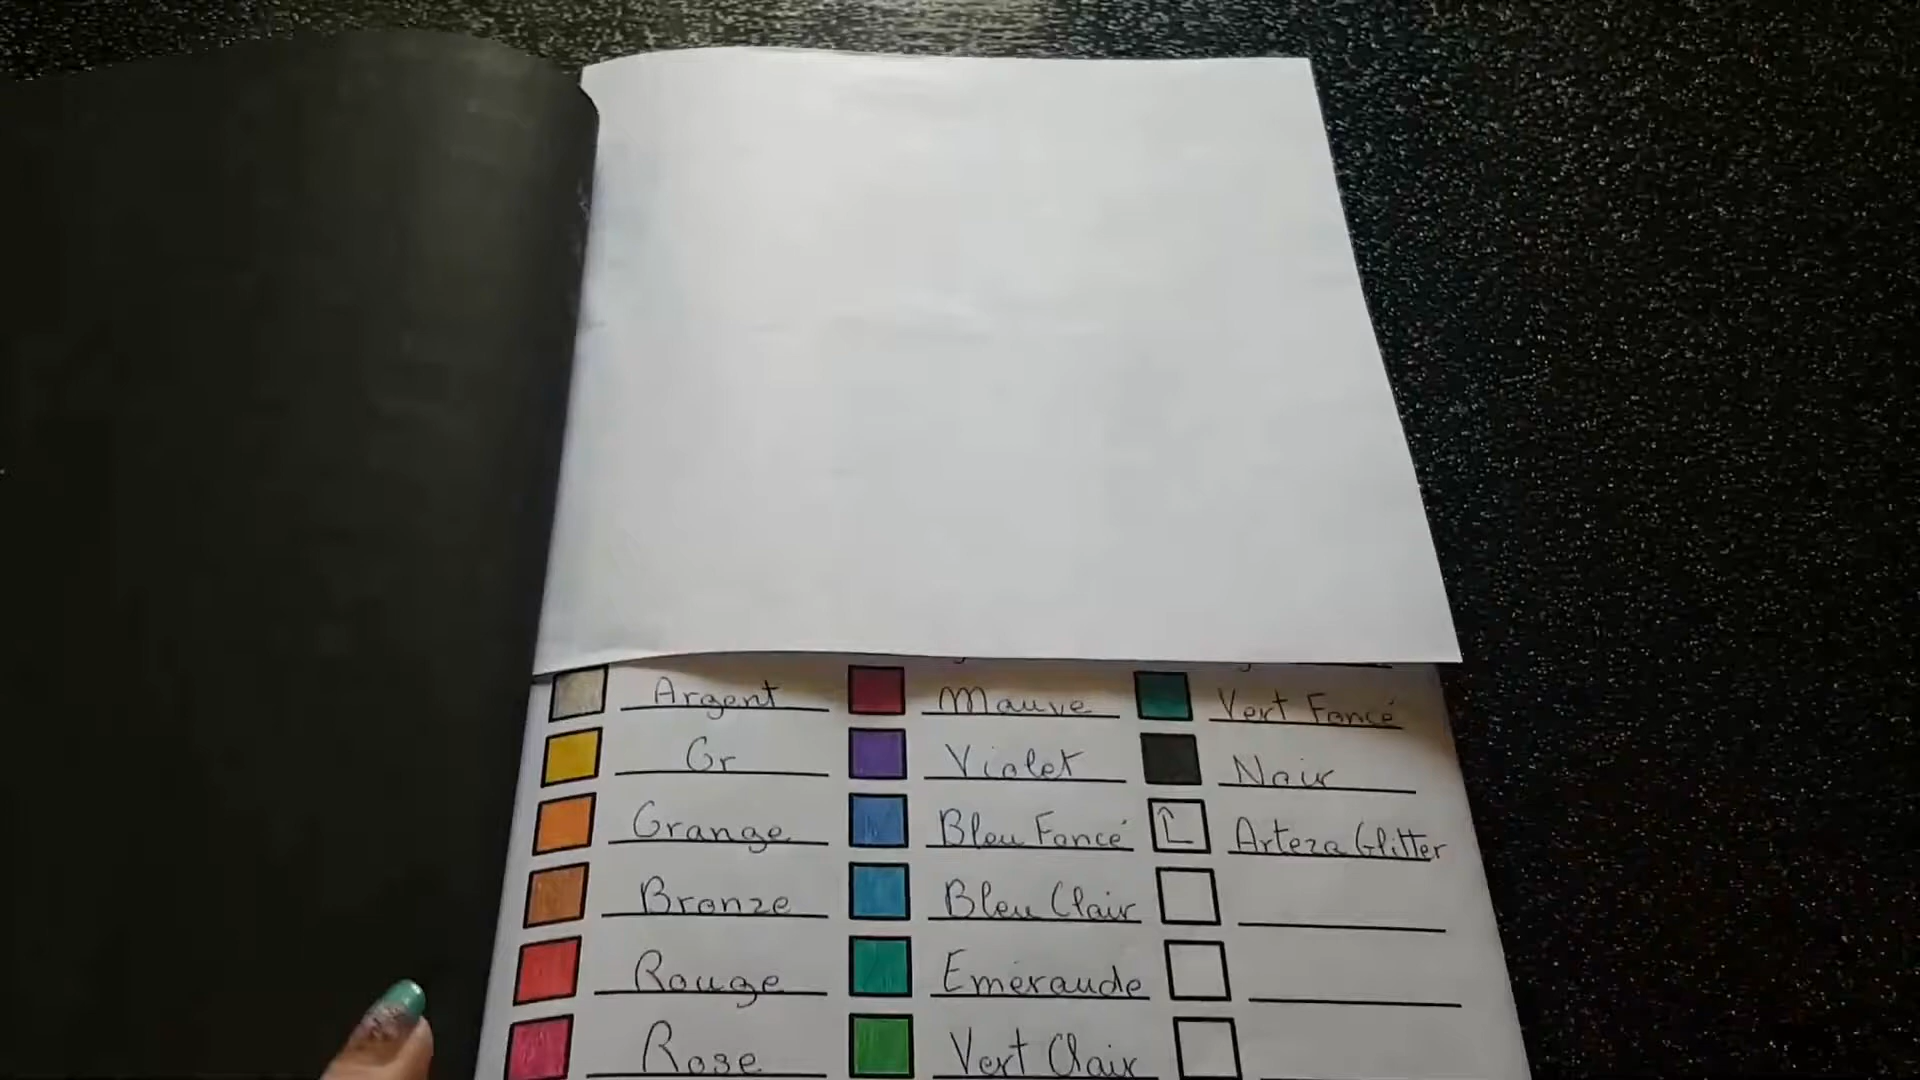 Argent Mauve Vert Foncé
Or Violet Noir
Orange Bleu Foncé Arteza Glitter
Bronze Bleu Clair
Rouge Emeraude
Rose Vert Clair